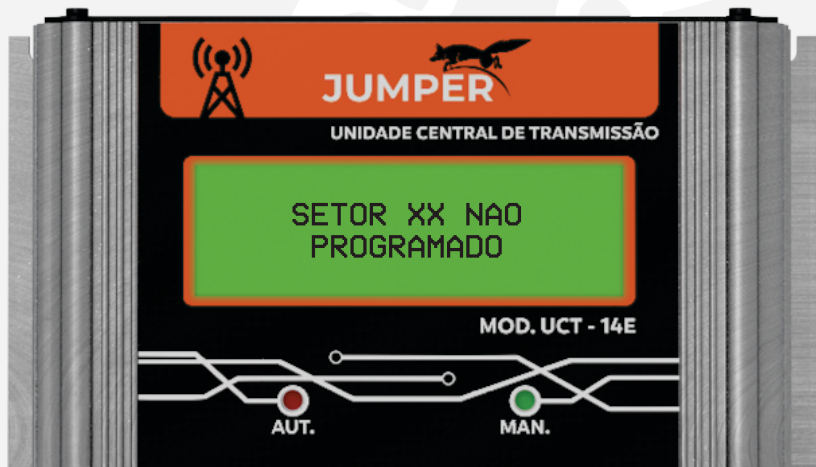 JUMPER
UNIDADE CENTRAL DE TRANSMISSÃO
SETOR XX NAO
PROGRAMADO
MOD. UCT - 14E
AUT.
MAN.